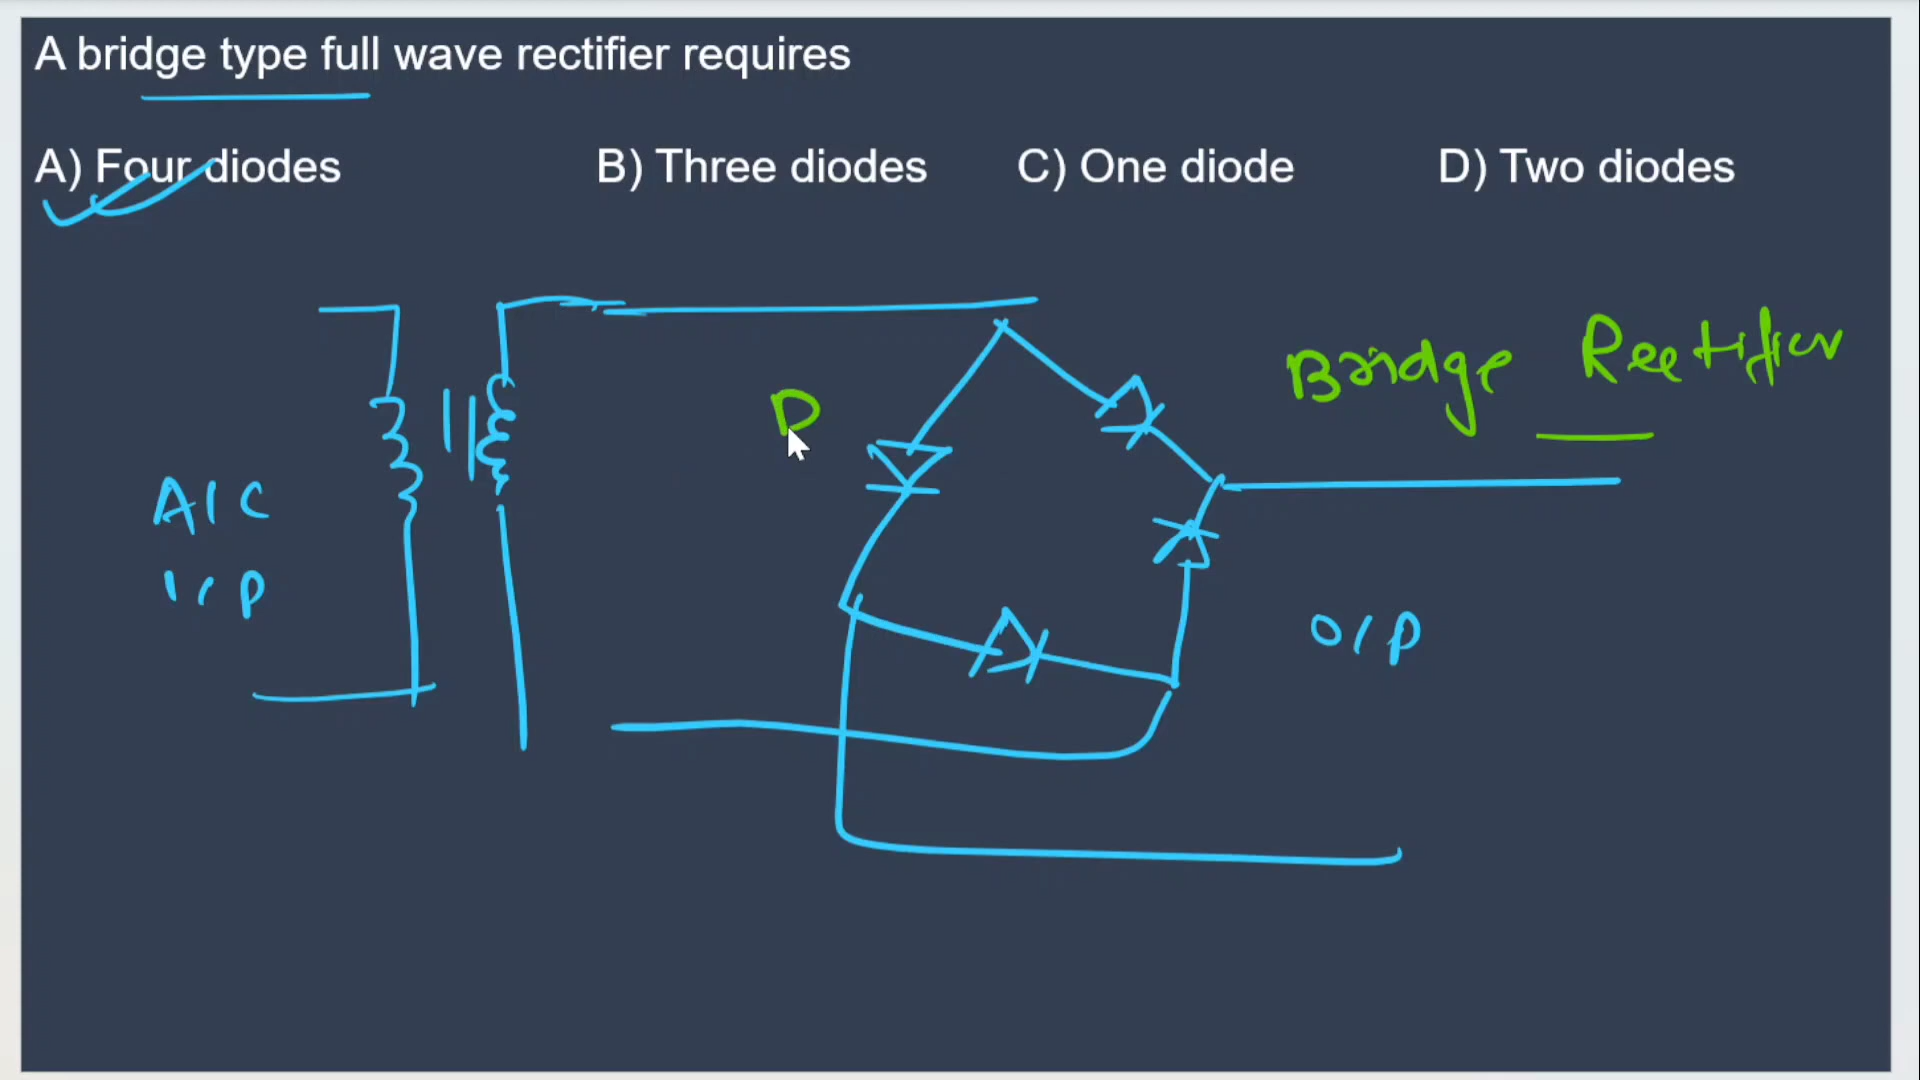 A bridge type full wave rectifier requires
A) Four diodes B) Three diodes C) One diode D) Two diodes
Bridge Rectifier
D
A/C
I/P
O/P